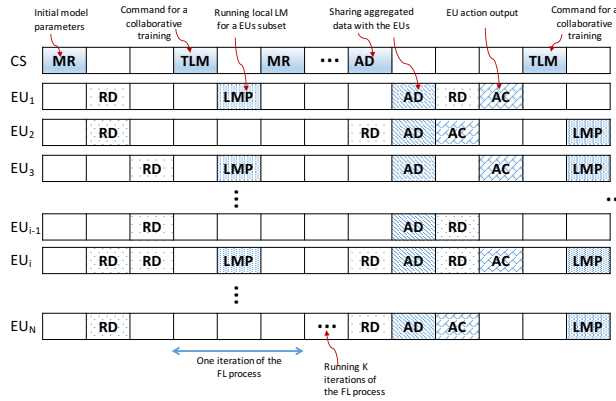 Initial model
parameters
Command for a
collaborative
training
Running local LM
for a EUs subset
Sharing aggregated
data with the EUs
EU action
output
Command for a
collaborative
training
CS MR TLM MR ... AD TLM
EU1 RD LMP AD RD AC
EU2 RD RD AD AC LMP
EU3 RD LMP AD AC LMP
EUi-1 RD AD RD
EUi RD RD LMP RD AD RD AC LMP
EUN RD ... RD AD AC LMP
One iteration of the
FL process
Running K
iterations of
the FL process